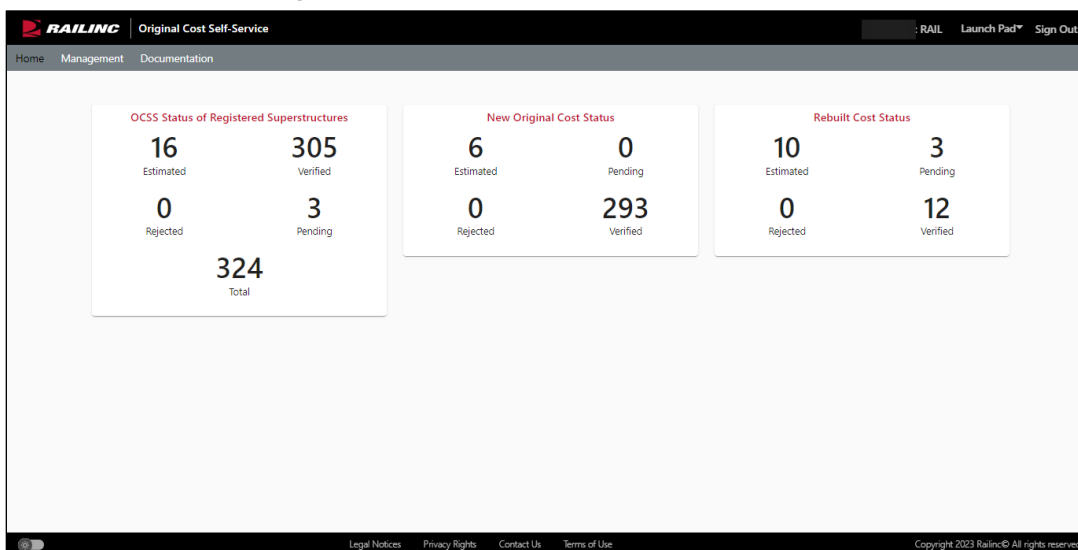 RAILINC Original Cost Self-Service : RAIL Launch Pad Sign Out
Home Management Documentation
OCSS Status of Registered Superstructures
16 305
Estimated Verified
0 3
Rejected Pending
324
Total
New Original Cost Status
6 0
Estimated Pending
0 293
Rejected Verified
Rebuilt Cost Status
10 3
Estimated Pending
0 12
Rejected Verified
Legal Notices Privacy Rights Contact Us Terms of Use Copyright 2023 Railinc© All rights reserved